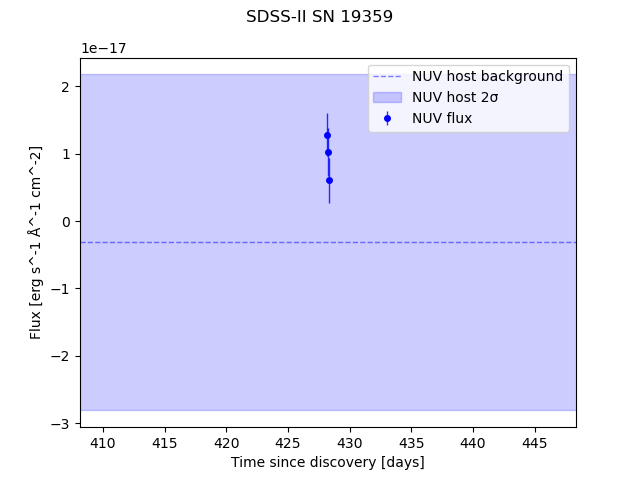 SDSS-II SN 19359
1e−17
NUV host background
NUV host 2σ
NUV flux
2
1
0
−1
−2
−3
Flux [erg s^-1 Å^-1 cm^-2]
410 415 420 425 430 435 440 445
Time since discovery [days]